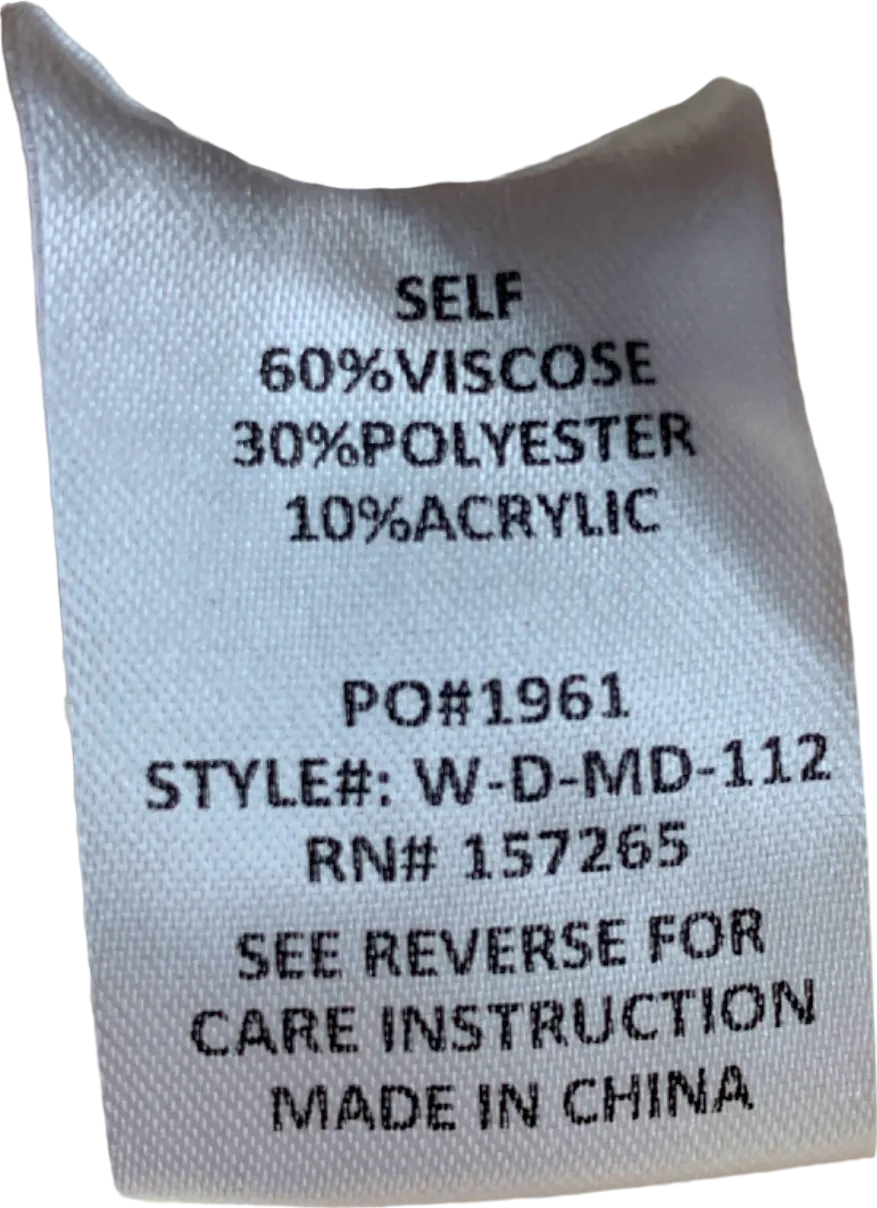 SELF
60%VISCOSE
30%POLYESTER
10%ACRYLIC
PO#1961
STYLE#: W-D-MD-112
RN# 157265
SEE REVERSE FOR
CARE INSTRUCTION
MADE IN CHINA